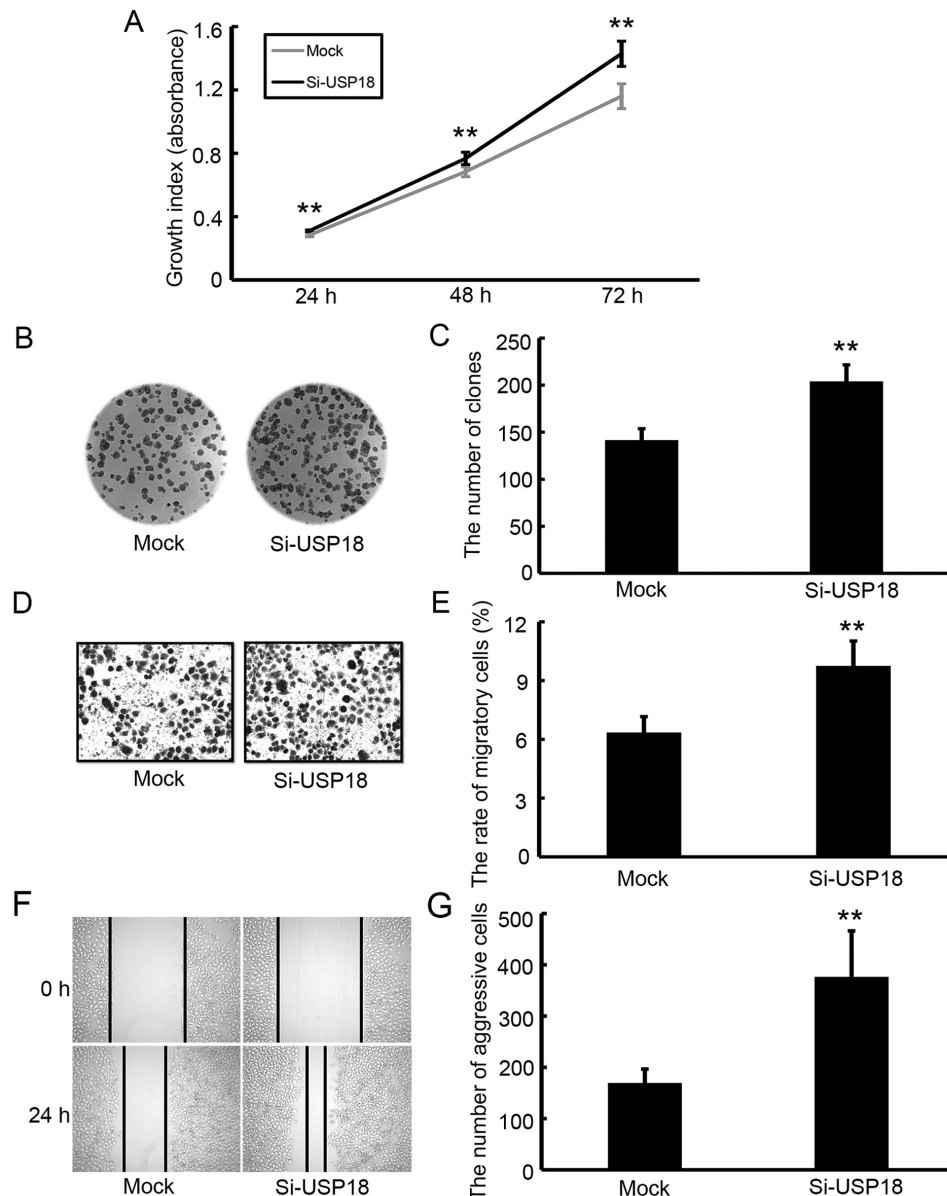 A
Growth index (absorbance)
1.6
1.2
0.8
0.4
0
Mock
Si-USP18
**
**
**
24 h
48 h
72 h
B
Mock
Si-USP18
C
The number of clones
250
200
150
100
50
0
**
Mock
Si-USP18
D
Mock
Si-USP18
E
The rate of migratory cells (%)
12
9
6
3
0
**
Mock
Si-USP18
F
0 h
24 h
Mock
Si-USP18
G
The number of aggressive cells
500
400
300
200
100
0
**
Mock
Si-USP18